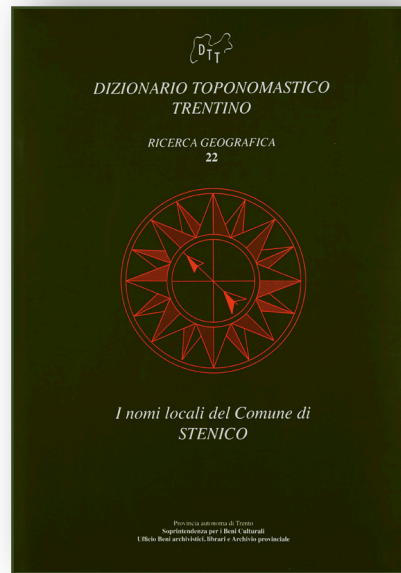 DTT
DIZIONARIO TOPONOMASTICO
TRENTINO
RICERCA GEOGRAFICA
22
I nomi locali del Comune di
STENICO
Provincia autonoma di Trento
Soprintendenza per i Beni Culturali
Ufficio Beni archivistici, librari e Archivio provinciale